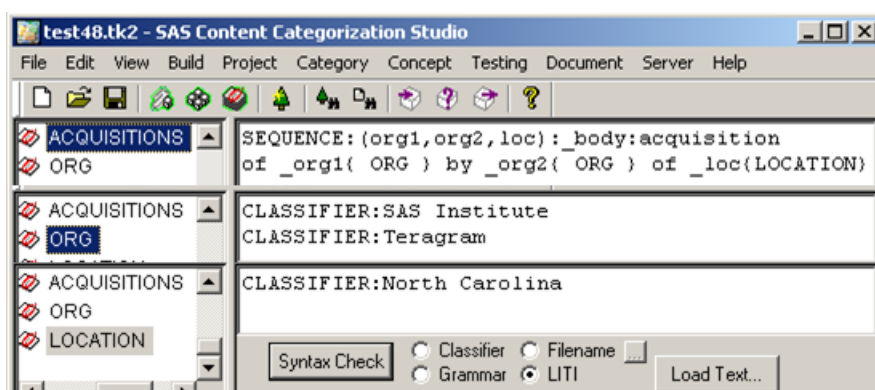 test48.tk2 - SAS Content Categorization Studio
File Edit View Build Project Category Concept Testing Document Server Help
ACQUISITIONS
ORG
SEQUENCE:(org1,org2,loc):_body:acquisition
of _org1{ ORG } by _org2{ ORG } of _loc{LOCATION}
ACQUISITIONS
ORG
CLASSIFIER:SAS Institute
CLASSIFIER:Teragram
ACQUISITIONS
ORG
LOCATION
CLASSIFIER:North Carolina
Syntax Check
Classifier Filename ...
Grammar LITI
Load Text...